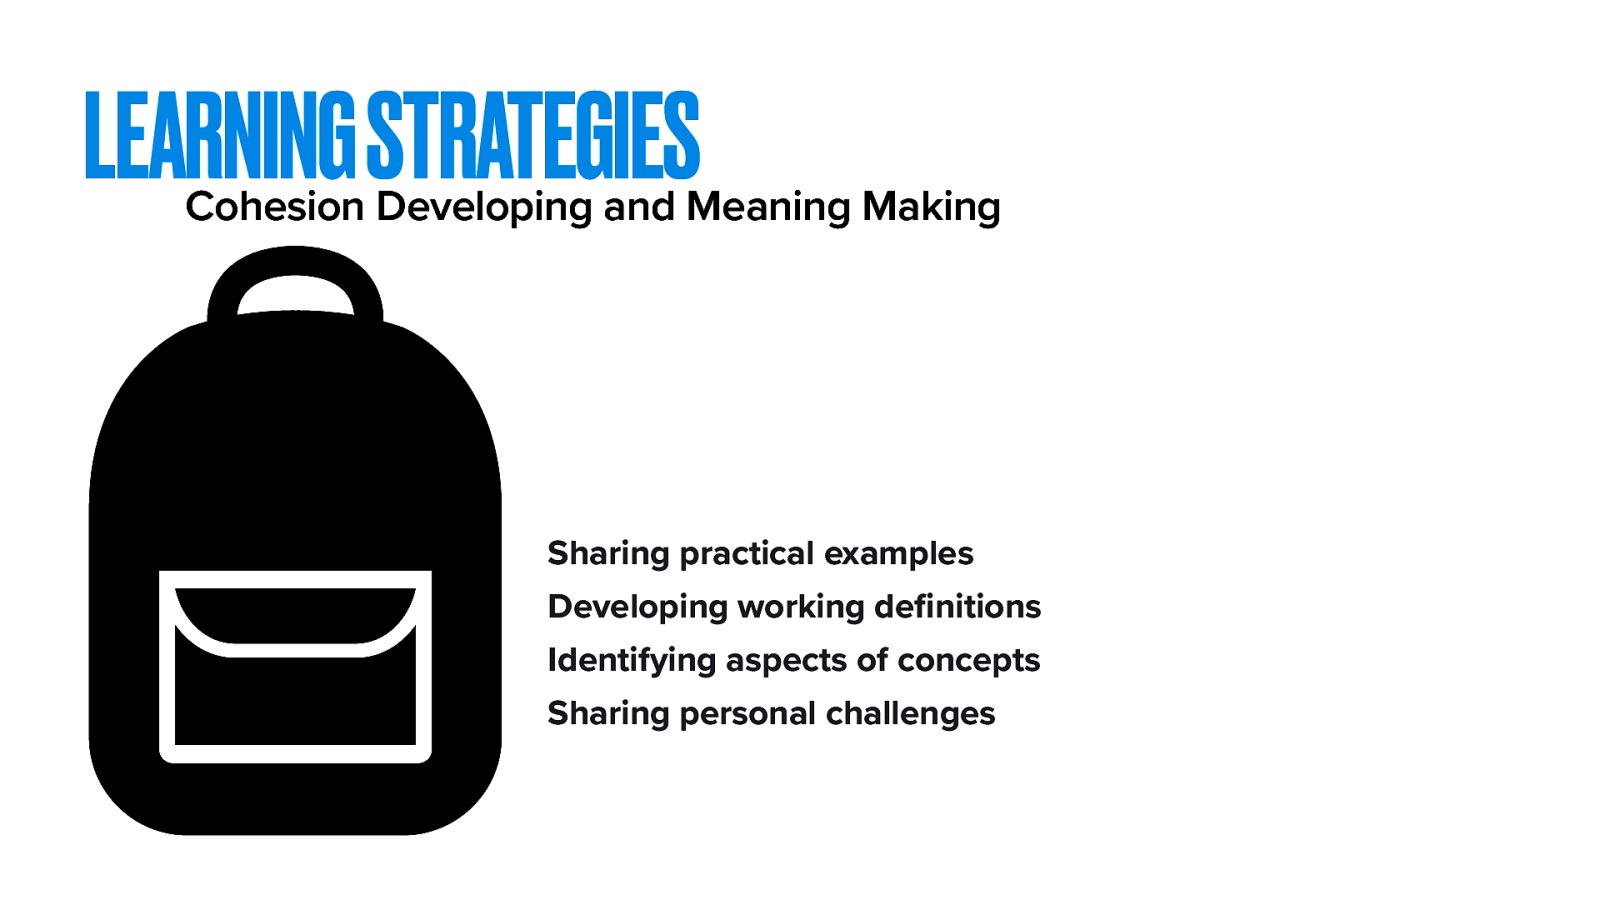 LEARNING STRATEGIES
Cohesion Developing and Meaning Making
Sharing practical examples
Developing working definitions
Identifying aspects of concepts
Sharing personal challenges